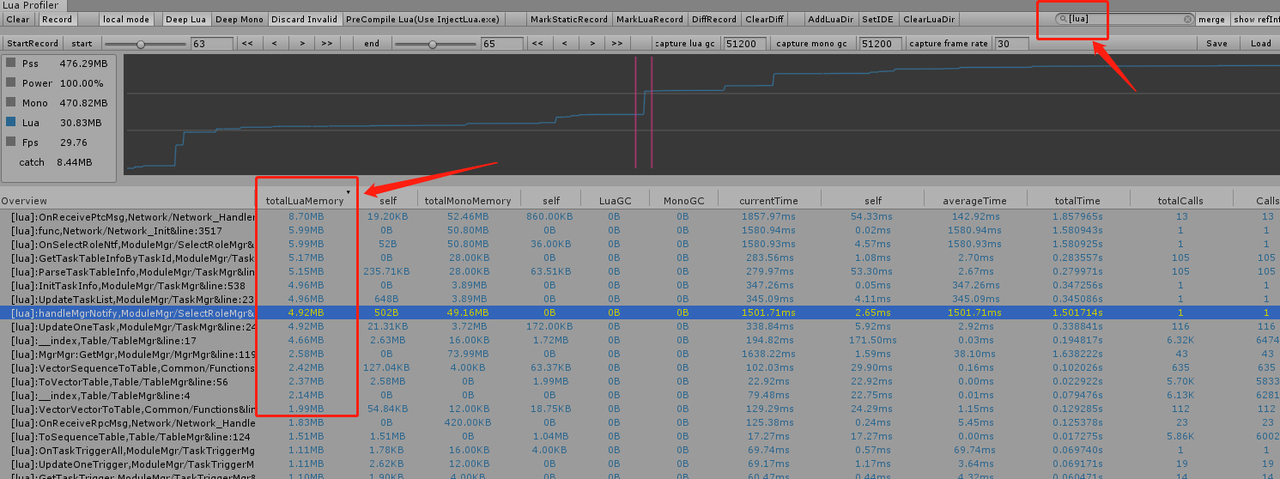 Lua Profiler
Clear Record local mode Deep Lua Deep Mono Discard Invalid PreCompile Lua(Use InjectLua.exe) MarkStaticRecord MarkLuaRecord DiffRecord ClearDiff AddLuaDir SetIDE ClearLuaDir [lua] merge show refInf
StartRecord start 63 << < > >> end 65 << < > >> capture lua gc 51200 capture mono gc 51200 capture frame rate 30 Save Load
Pss 476.29MB
Power 100.00%
Mono 470.82MB
Lua 30.83MB
Fps 29.76
catch 8.44MB
Overview totalLuaMemory self totalMonoMemory self LuaGC MonoGC currentTime self averageTime totalTime totalCalls Calls
[lua]:OnReceivePtcMsg,Network/Network_Handler 8.70MB 19.20KB 52.46MB 860.00KB 0B 0B 1857.97ms 54.33ms 142.92ms 1.857965s 13 13
[lua]:func,Network/Network_Init&line:3517 5.99MB 0B 50.80MB 0B 0B 0B 1580.94ms 0.02ms 1580.94ms 1.580943s 1 1
[lua]:OnSelectRoleNtf,ModuleMgr/SelectRoleMgr& 5.99MB 52B 50.80MB 36.00KB 0B 0B 1580.93ms 4.57ms 1580.93ms 1.580925s 1 1
[lua]:GetTaskTableInfoByTaskId,ModuleMgr/Task 5.17MB 0B 28.00KB 0B 0B 0B 283.56ms 1.08ms 2.70ms 0.283557s 105 105
[lua]:ParseTaskTableInfo,ModuleMgr/TaskMgr&lin 5.15MB 235.71KB 28.00KB 63.51KB 0B 0B 279.97ms 53.30ms 2.67ms 0.279971s 105 105
[lua]:InitTaskInfo,ModuleMgr/TaskMgr&line:538 4.96MB 0B 3.89MB 0B 0B 0B 347.26ms 0.05ms 347.26ms 0.347256s 1 1
[lua]:UpdateTaskList,ModuleMgr/TaskMgr&line:23 4.96MB 648B 3.89MB 0B 0B 0B 345.09ms 4.11ms 345.09ms 0.345086s 1 1
[lua]:handleMgrNotify,ModuleMgr/SelectRoleMgr& 4.92MB 502B 49.16MB 0B 0B 0B 1501.71ms 2.65ms 1501.71ms 1.501714s 1 1
[lua]:UpdateOneTask,ModuleMgr/TaskMgr&line:24 4.92MB 21.31KB 3.72MB 172.00KB 0B 0B 338.84ms 5.92ms 2.92ms 0.338841s 116 116
[lua]:__index,Table/TableMgr&line:17 4.66MB 2.63MB 16.00KB 1.72MB 0B 0B 194.82ms 171.50ms 0.03ms 0.194817s 6.32K 6474
[lua]:MgrMgr:GetMgr,ModuleMgr/MgrMgr&line:119 2.58MB 0B 73.99MB 0B 0B 0B 1638.22ms 1.59ms 38.10ms 1.638222s 43 43
[lua]:VectorSequenceToTable,Common/Functions& 2.42MB 127.04KB 4.00KB 63.37KB 0B 0B 102.03ms 29.90ms 0.16ms 0.102026s 635 635
[lua]:ToVectorTable,Table/TableMgr&line:56 2.37MB 2.58MB 0B 1.99MB 0B 0B 22.92ms 22.92ms 0.00ms 0.022922s 5.70K 5833
[lua]:__index,Table/TableMgr&line:4 2.14MB 0B 0B 0B 0B 0B 79.48ms 22.75ms 0.01ms 0.079476s 6.13K 6281
[lua]:VectorVectorToTable,Common/Functions&lin 1.99MB 54.84KB 12.00KB 18.75KB 0B 0B 129.29ms 24.29ms 1.15ms 0.129285s 112 112
[lua]:OnReceiveRpcMsg,Network/Network_Handle 1.83MB 0B 420.00KB 0B 0B 0B 125.38ms 0.24ms 5.45ms 0.125378s 23 23
[lua]:ToSequenceTable,Table/TableMgr&line:124 1.51MB 1.51MB 0B 1.04MB 0B 0B 17.27ms 17.27ms 0.00ms 0.017275s 5.86K 6002
[lua]:OnTaskTriggerAll,ModuleMgr/TaskTriggerMg 1.11MB 1.78KB 16.00KB 4.00KB 0B 0B 69.74ms 0.57ms 69.74ms 0.069740s 1 1
[lua]:UpdateOneTrigger,ModuleMgr/TaskTriggerM 1.11MB 2.62KB 12.00KB 0B 0B 0B 69.17ms 1.17ms 3.64ms 0.069171s 19 19
[lua]:GetTaskTrigger,ModuleMgr/TaskTriggerMgr& 1.10MB 1.90KB 4.00KB 0B 0B 0B 60.47ms 0.44ms 4.32ms 0.060471s 14 14